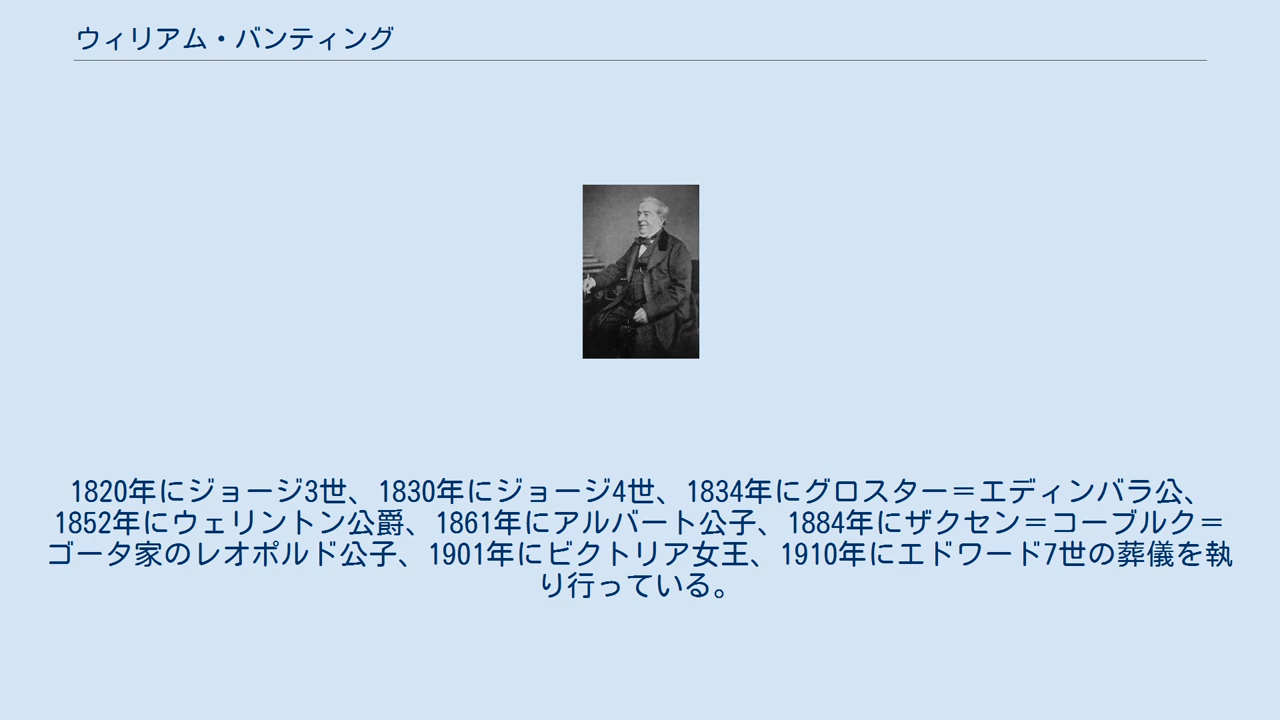 ウィリアム・バンティング
1820年にジョージ3世、1830年にジョージ4世、1834年にグロスター＝エディンバラ公、
1852年にウェリントン公爵、1861年にアルバート公子、1884年にザクセン＝コーブルク＝
ゴータ家のレオポルド公子、1901年にビクトリア女王、1910年にエドワード7世の葬儀を執
り行っている。